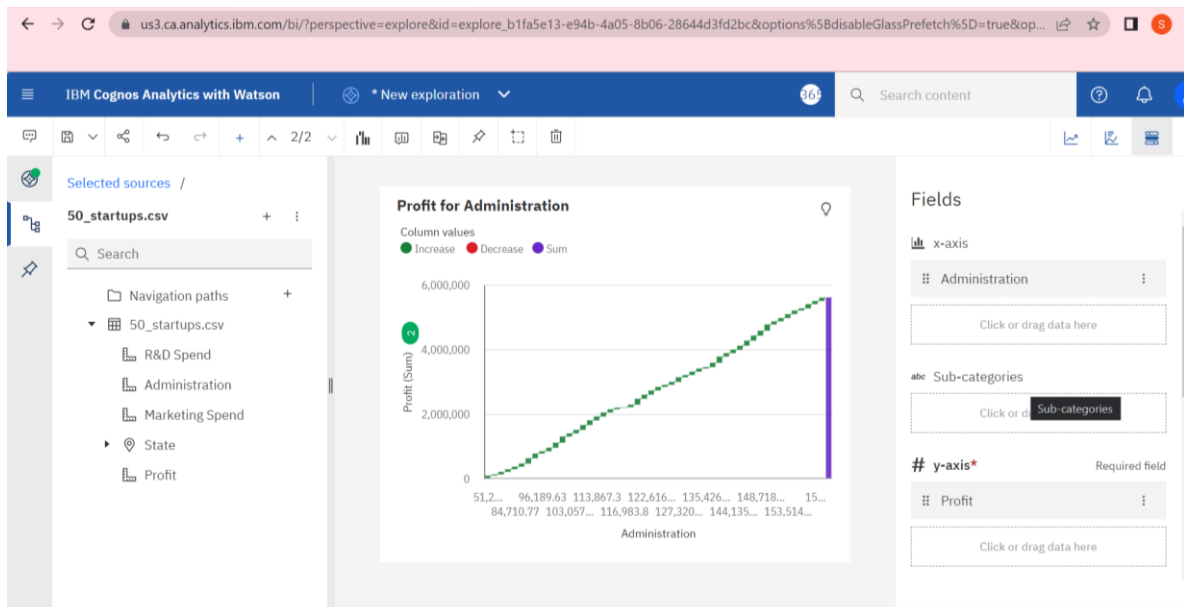 us3.ca.analytics.ibm.com/bi/?perspective=explore&id=explore_b1fa5e13-e94b-4a05-8b06-28644d3fd2bc&options%5BdisableGlassPrefetch%5D=true&op...
S
IBM Cognos Analytics with Watson
* New exploration
365
Search content
2/2
Selected sources /
50_startups.csv
Search
Navigation paths
50_startups.csv
R&D Spend
Administration
Marketing Spend
State
Profit
Profit for Administration
Column values
Increase Decrease Sum
6,000,000
4,000,000
2,000,000
0
2
Profit (Sum)
51,2... 96,189.63 113,867.3 122,616... 135,426... 148,718... 15...
84,710.77 103,057... 116,983.8 127,320... 144,135... 153,514...
Administration
Fields
x-axis
Administration
Click or drag data here
abc Sub-categories
Click or d
Sub-categories
# y-axis* Required field
Profit
Click or drag data here